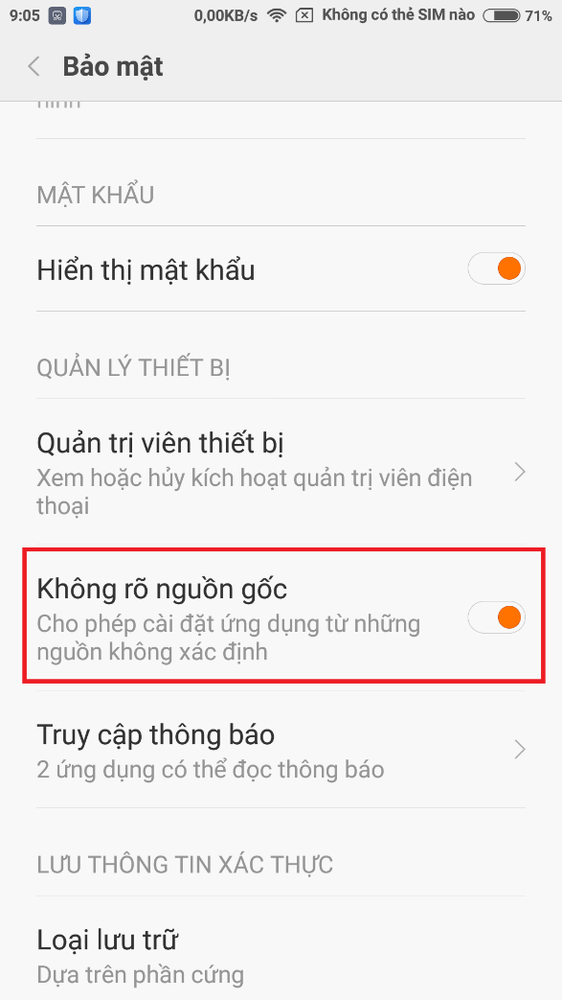 9:05 0,00KB/s Không có thẻ SIM nào 71%
Bảo mật
MẬT KHẨU
Hiển thị mật khẩu
QUẢN LÝ THIẾT BỊ
Quản trị viên thiết bị
Xem hoặc hủy kích hoạt quản trị viên điện
thoại
Không rõ nguồn gốc
Cho phép cài đặt ứng dụng từ những
nguồn không xác định
Truy cập thông báo
2 ứng dụng có thể đọc thông báo
LƯU THÔNG TIN XÁC THỰC
Loại lưu trữ
Dựa trên phần cứng